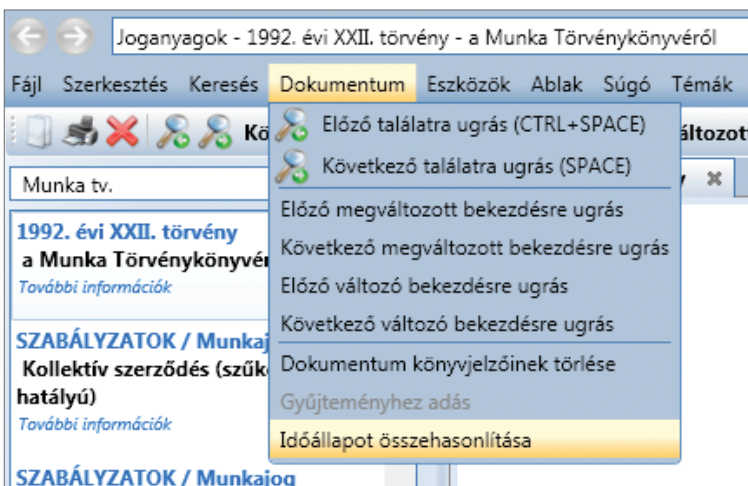 Joganyagok - 1992. évi XXII. törvény - a Munka Törvénykönyvéről
Fájl Szerkesztés Keresés Dokumentum Eszközök Ablak Súgó Témák
Előző találatra ugrás (CTRL+SPACE)
Következő találatra ugrás (SPACE)
Előző megváltozott bekezdésre ugrás
Következő megváltozott bekezdésre ugrás
Előző változó bekezdésre ugrás
Következő változó bekezdésre ugrás
Dokumentum könyvjelzőinek törlése
Gyűjteményhez adás
Időállapot összehasonlítása
Munka tv.
1992. évi XXII. törvény
a Munka Törvénykönyvé
További információk
SZABÁLYZATOK / Munkaj
Kollektív szerződés (szűk
hatályú)
További információk
SZABÁLYZATOK / Munkajog